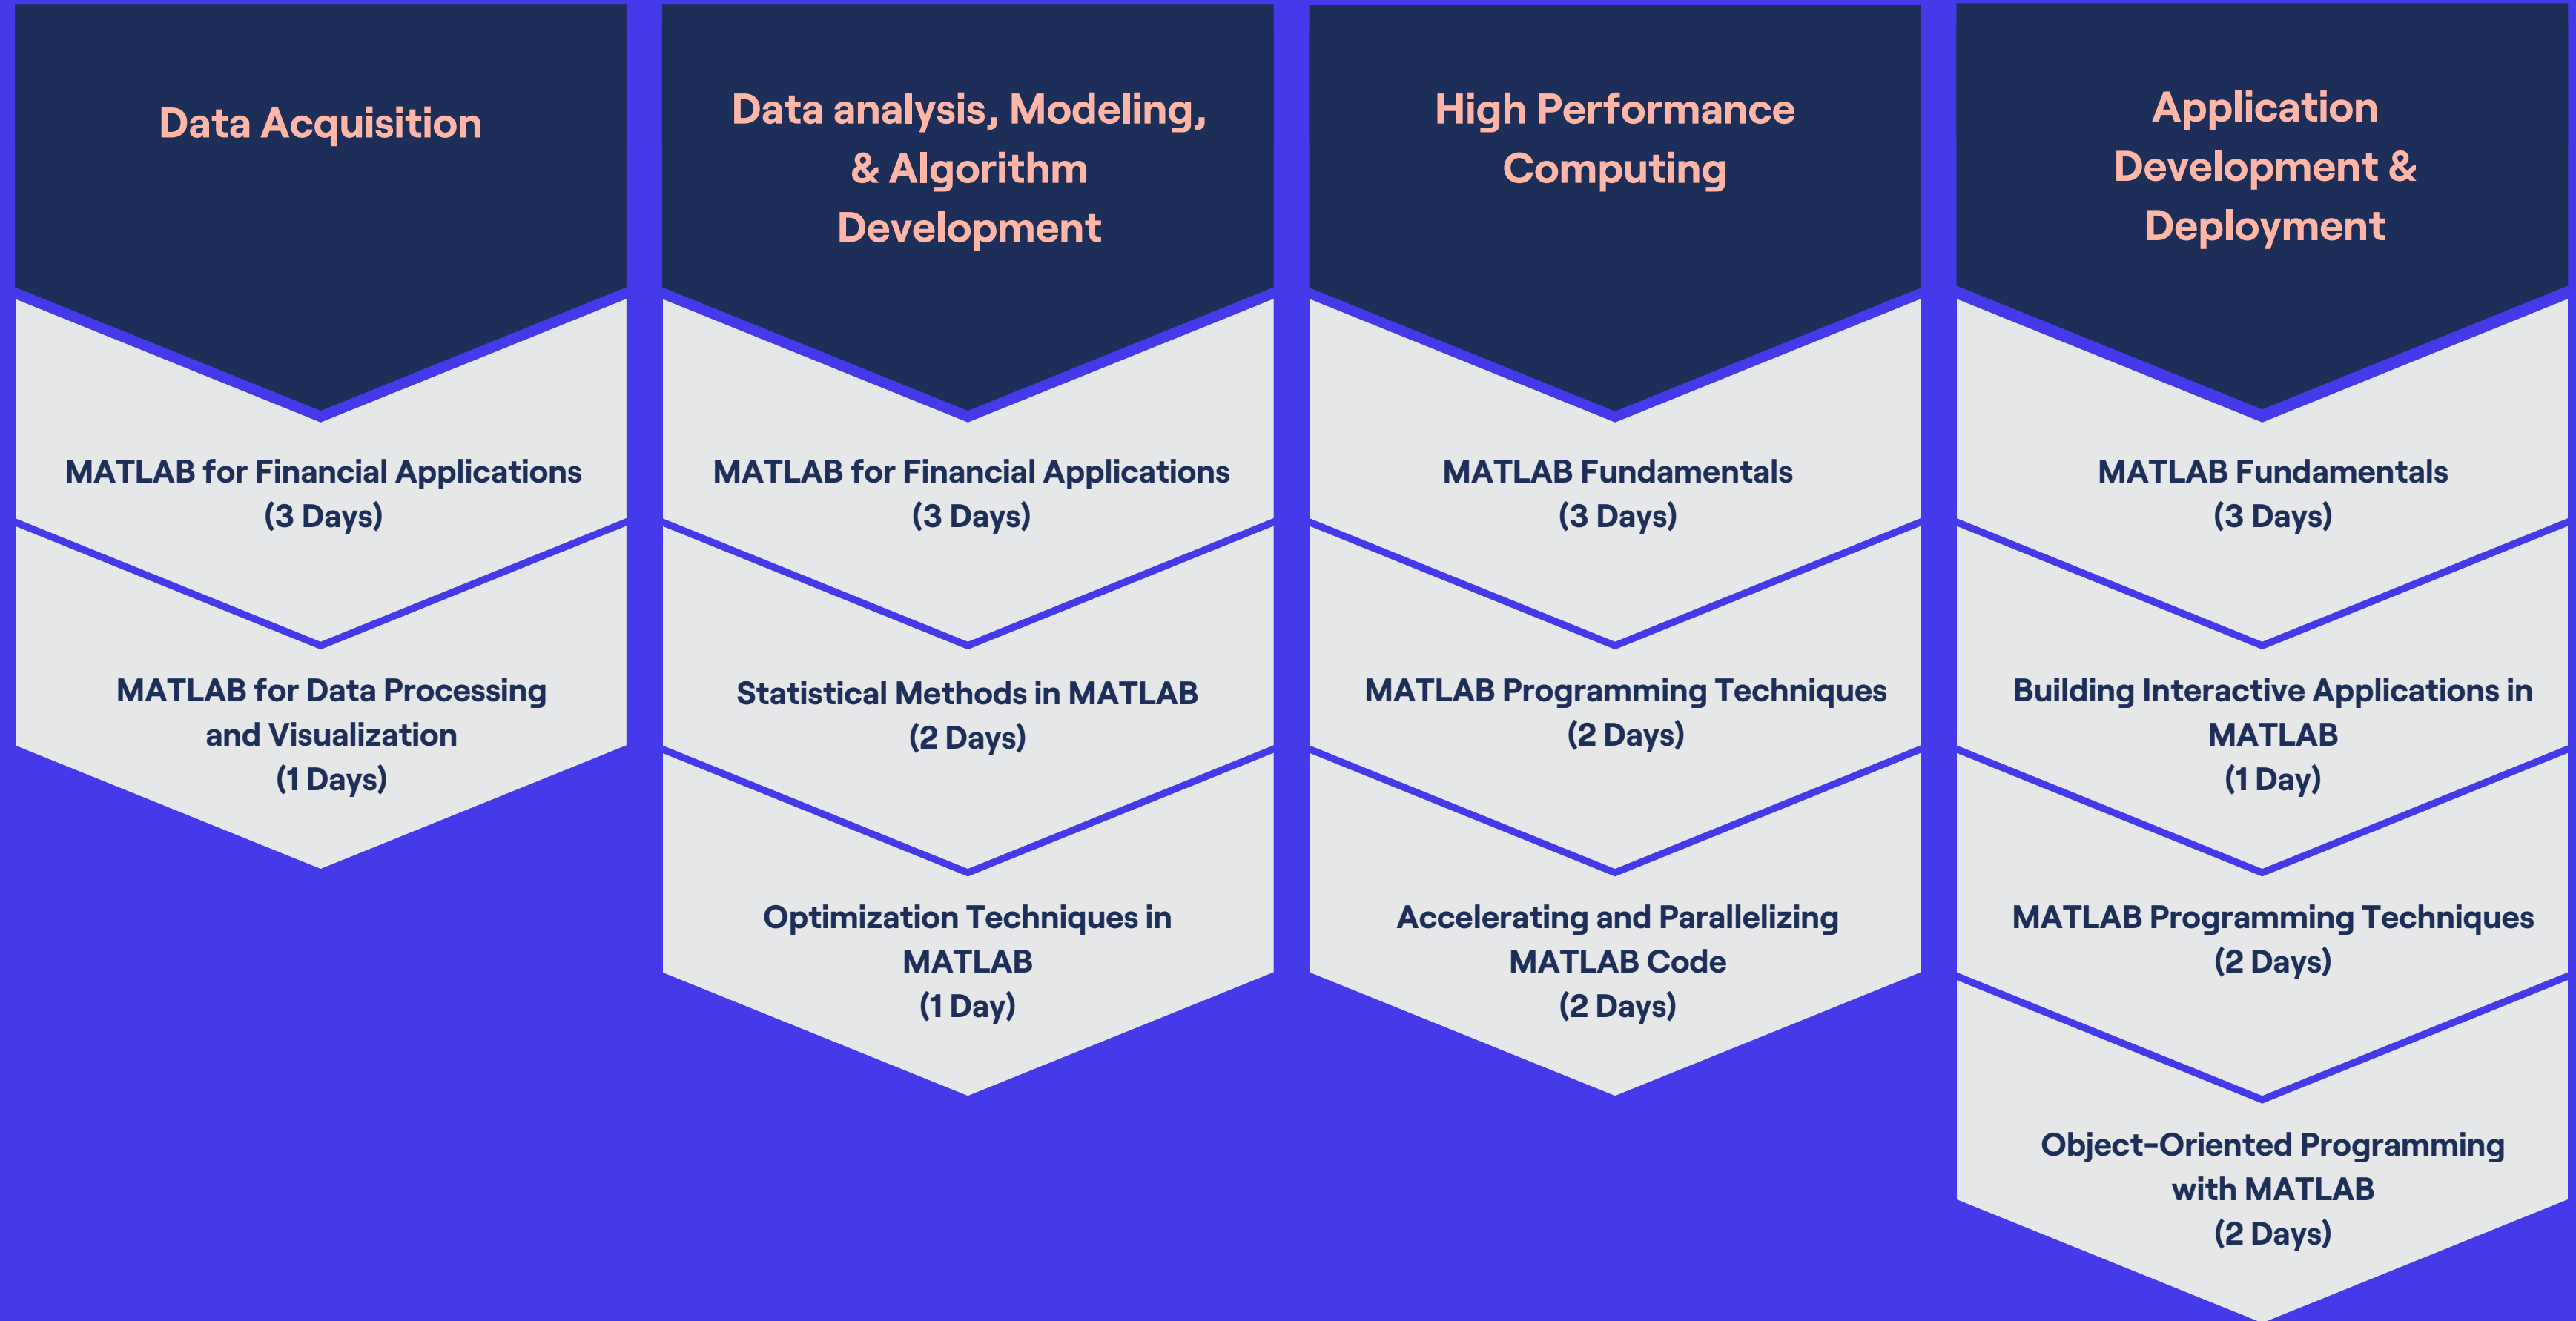 Data Acquisition
MATLAB for Financial Applications
(3 Days)
MATLAB for Data Processing
and Visualization
(1 Days)
Data analysis, Modeling,
& Algorithm
Development
MATLAB for Financial Applications
(3 Days)
Statistical Methods in MATLAB
(2 Days)
Optimization Techniques in
MATLAB
(1 Day)
High Performance
Computing
MATLAB Fundamentals
(3 Days)
MATLAB Programming Techniques
(2 Days)
Accelerating and Parallelizing
MATLAB Code
(2 Days)
Application
Development &
Deployment
MATLAB Fundamentals
(3 Days)
Building Interactive Applications in
MATLAB
(1 Day)
MATLAB Programming Techniques
(2 Days)
Object-Oriented Programming
with MATLAB
(2 Days)